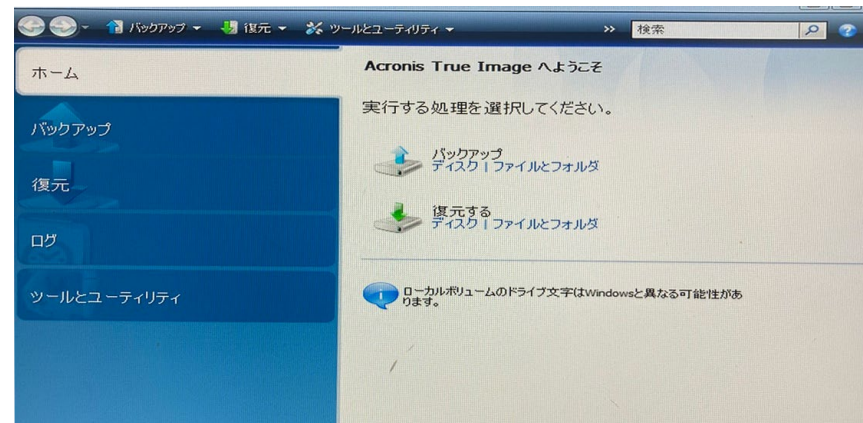 バックアップ 復元 ツールとユーティリティ >> 検索
ホーム
バックアップ
復元
ログ
ツールとユーティリティ
Acronis True Image へようこそ
実行する処理を選択してください。
バックアップ
ディスク | ファイルとフォルダ
復元する
ディスク | ファイルとフォルダ
ローカルボリュームのドライブ文字はWindowsと異なる可能性があ
ります。